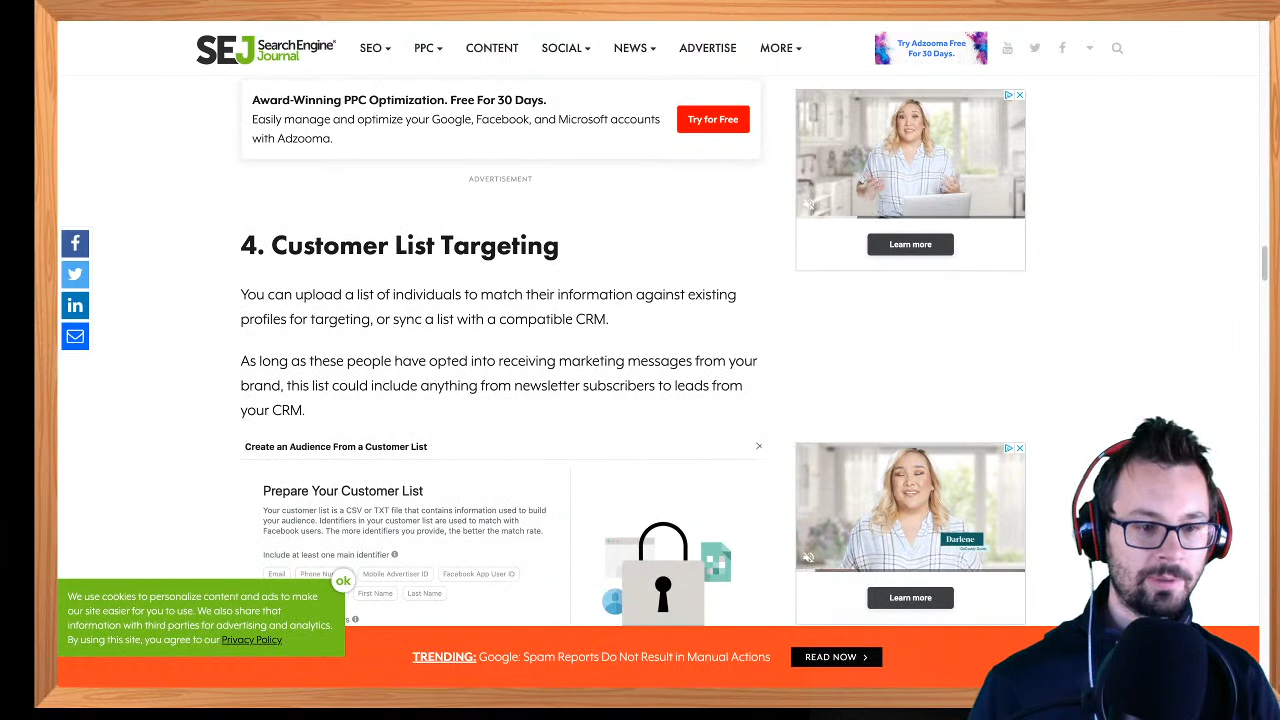 SEJ Search Engine Journal
SEO PPC CONTENT SOCIAL NEWS ADVERTISE MORE
Try Adzooma Free
For 30 Days.
Award-Winning PPC Optimization. Free For 30 Days.
Easily manage and optimize your Google, Facebook, and Microsoft accounts
with Adzooma.
Try for Free
ADVERTISEMENT
Learn more
4. Customer List Targeting
You can upload a list of individuals to match their information against existing
profiles for targeting, or sync a list with a compatible CRM.
As long as these people have opted into receiving marketing messages from your
brand, this list could include anything from newsletter subscribers to leads from
your CRM.
Create an Audience From a Customer List
Prepare Your Customer List
Your customer list is a CSV or TXT file that contains information used to build
your audience. Identifiers in your customer list are used to match with
Facebook users. The more identifiers you provide, the better the match rate.
Include at least one main identifier
Email Phone Mobile Advertiser ID Facebook App User ID
First Name Last Name
Darlene
Learn more
ok
We use cookies to personalize content and ads to make
our site easier for you to use. We also share that
information with third parties for advertising and analytics.
By using this site, you agree to our Privacy Policy
TRENDING: Google: Spam Reports Do Not Result in Manual Actions
READ NOW